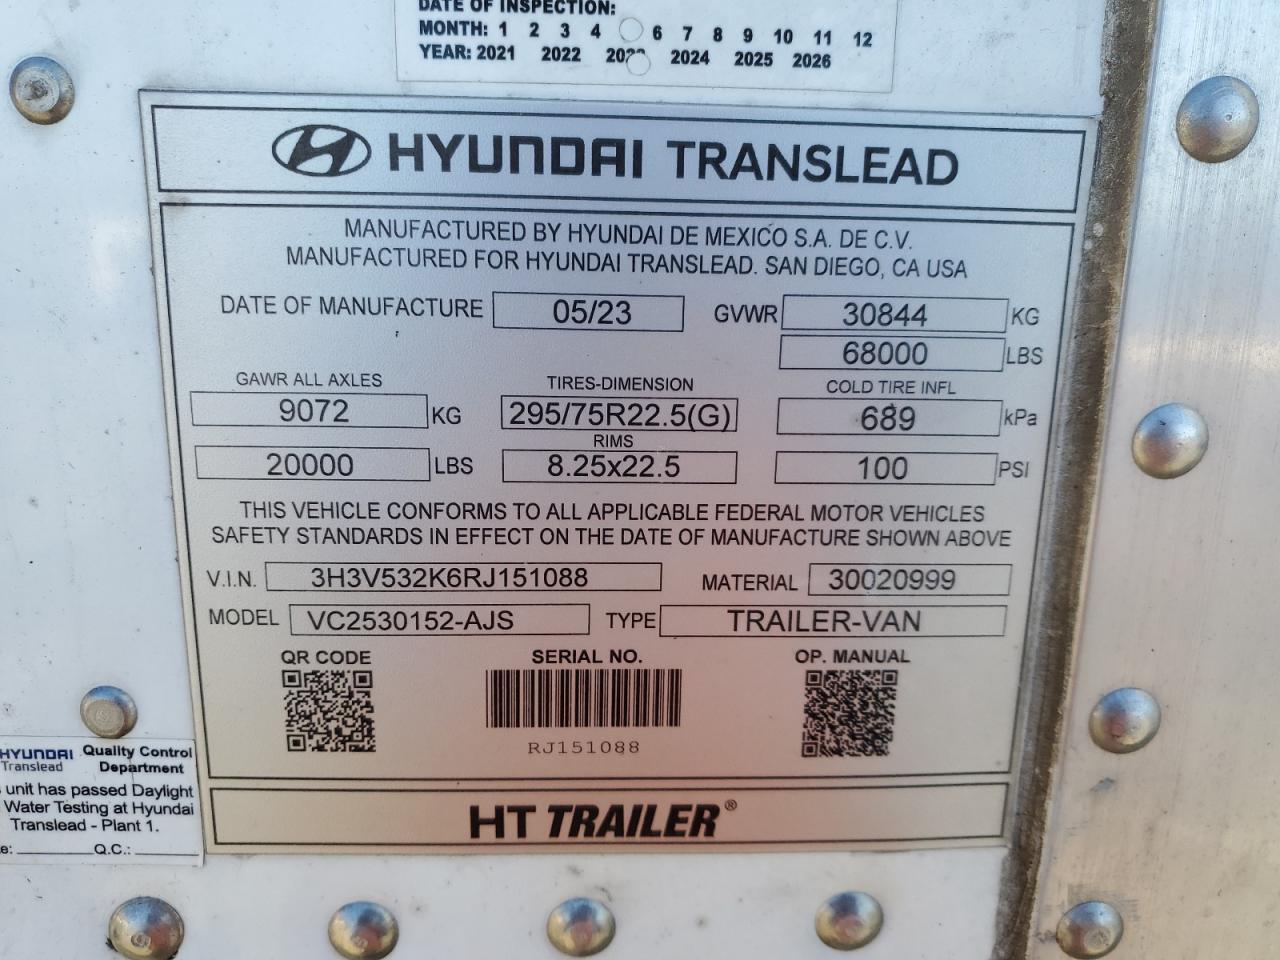 DATE OF INSPECTION:
MONTH: 1 2 3 4 6 7 8 9 10 11 12
YEAR: 2021 2022 2024 2025 2026
HYUNDAI TRANSLEAD
MANUFACTURED BY HYUNDAI DE MEXICO S.A. DE C.V.
MANUFACTURED FOR HYUNDAI TRANSLEAD. SAN DIEGO, CA USA
DATE OF MANUFACTURE 05/23 GVWR 30844 KG
68000 LBS
GAWR ALL AXLES TIRES-DIMENSION COLD TIRE INFL
9072 KG 295/75R22.5(G) 689 kPa
RIMS
20000 LBS 8.25x22.5 100 PSI
THIS VEHICLE CONFORMS TO ALL APPLICABLE FEDERAL MOTOR VEHICLES
SAFETY STANDARDS IN EFFECT ON THE DATE OF MANUFACTURE SHOWN ABOVE
V.I.N. 3H3V532K6RJ151088 MATERIAL 30020999
MODEL VC2530152-AJS TYPE TRAILER-VAN
QR CODE SERIAL NO. OP. MANUAL
RJ151088
HT TRAILER®
HYUNDAI Translead Quality Control
Department
unit has passed Daylight
Water Testing at Hyundai
Translead - Plant 1.
Q.C.: